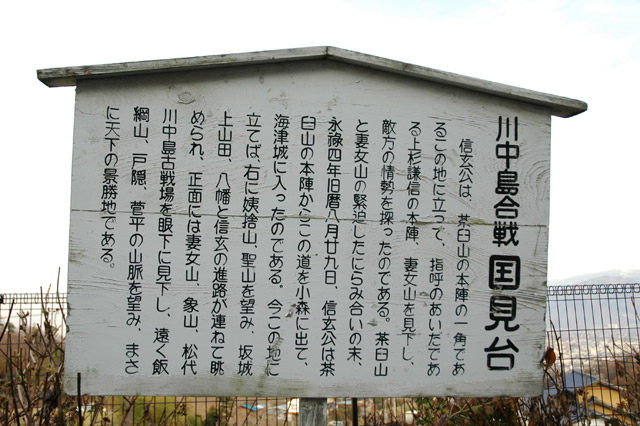 川中島合戦 国見台
信玄公は、茶臼山の本陣の一角であ
るこの地に立って、指呼のあいだであ
る上杉謙信の本陣、妻女山を見下し、
敵方の情勢を探ったのである。茶臼山
と妻女山の緊迫したにらみ合いの末、
永禄四年旧暦八月廿九日、信玄公は茶
臼山の本陣からこの道を小森に出て、
海津城に入ったのである。今この地に
立てば、右に姨捨山、聖山を望み、坂城
上山田、八幡と信玄の進路が連ねて眺
められ、正面には妻女山、象山、松代
川中島古戦場を眼下に見下し、遠く飯
綱山、戸隠、菅平の山脈を望み、まさ
に天下の景勝地である。